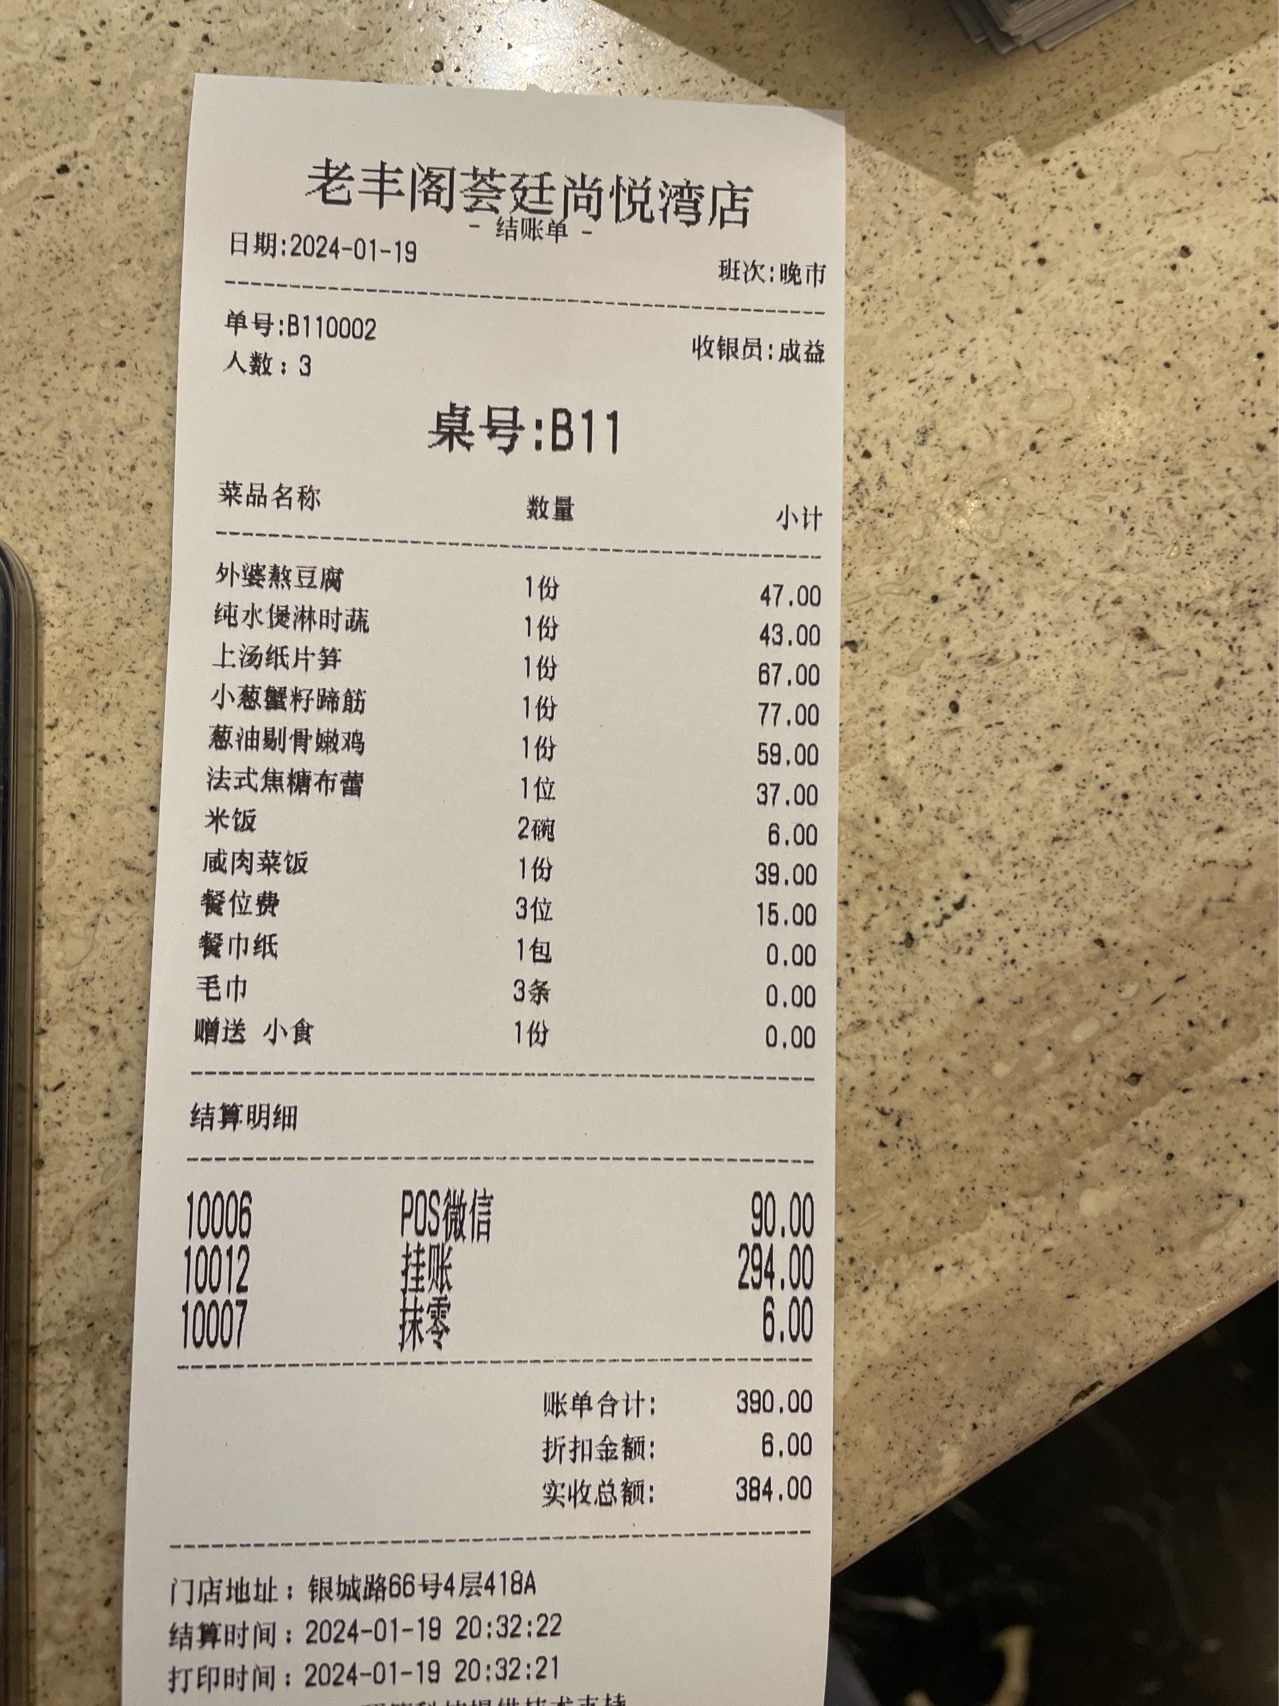 老丰阁荟廷尚悦湾店
- 结账单 -
日期:2024-01-19 班次:晚市
单号:B110002 收银员:成益
人数: 3
桌号:B11
菜品名称 数量 小计
外婆熬豆腐 1份 47.00
纯水煲淋时蔬 1份 43.00
上汤纸片笋 1份 67.00
小葱蟹籽蹄筋 1份 77.00
葱油剔骨嫩鸡 1份 59.00
法式焦糖布蕾 1位 37.00
米饭 2碗 6.00
咸肉菜饭 1份 39.00
餐位费 3位 15.00
餐巾纸 1包 0.00
毛巾 3条 0.00
赠送 小食 1份 0.00
结算明细
10006 POS微信 90.00
10012 挂账 294.00
10007 抹零 6.00
账单合计: 390.00
折扣金额: 6.00
实收总额: 384.00
门店地址: 银城路66号4层418A
结算时间: 2024-01-19 20:32:22
打印时间: 2024-01-19 20:32:21
科技提供技术支持